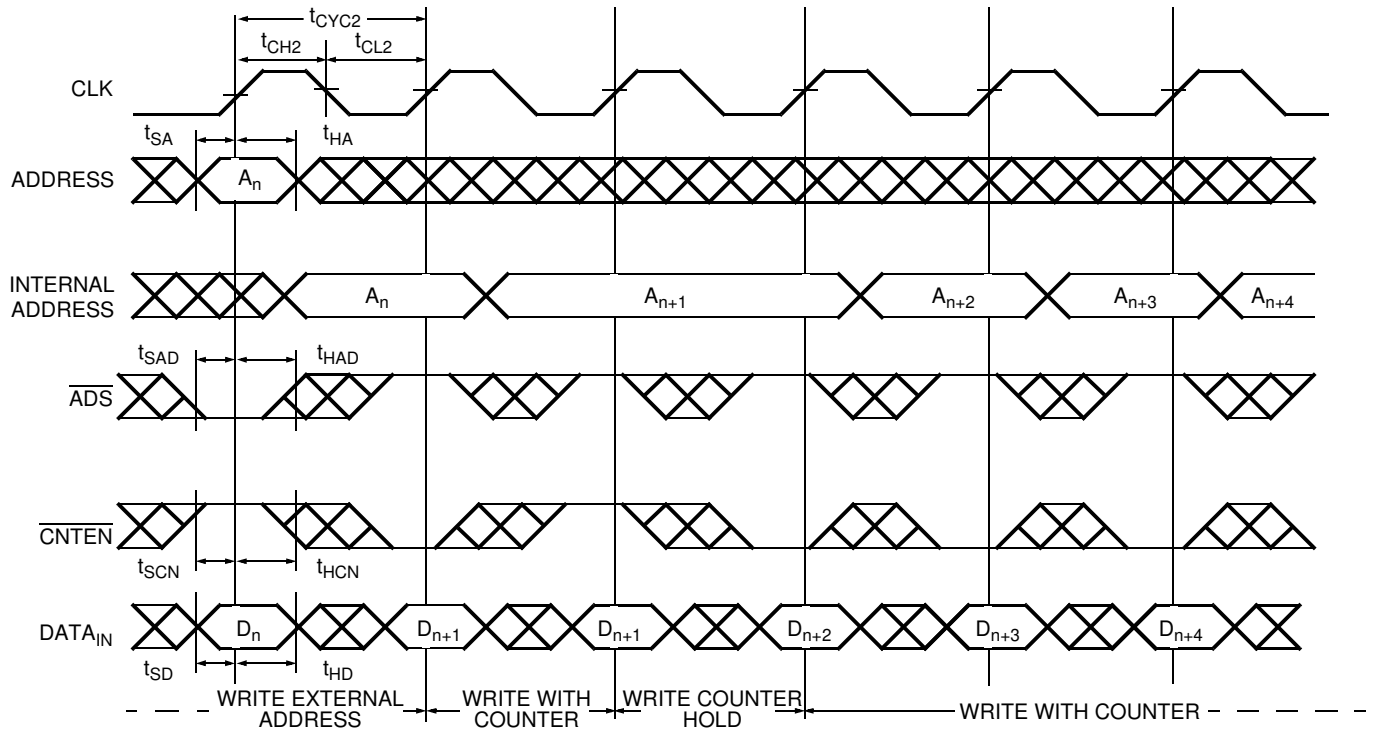 tCYC2
tCH2 tCL2
CLK
tSA tHA
ADDRESS An
INTERNAL
ADDRESS
An An+1 An+2 An+3 An+4
tSAD tHAD
ADS
CNTEN
tSCN tHCN
DATAIN Dn Dn+1 Dn+1 Dn+2 Dn+3 Dn+4
tSD tHD
WRITE EXTERNAL
ADDRESS
WRITE WITH
COUNTER
WRITE COUNTER
HOLD
WRITE WITH COUNTER